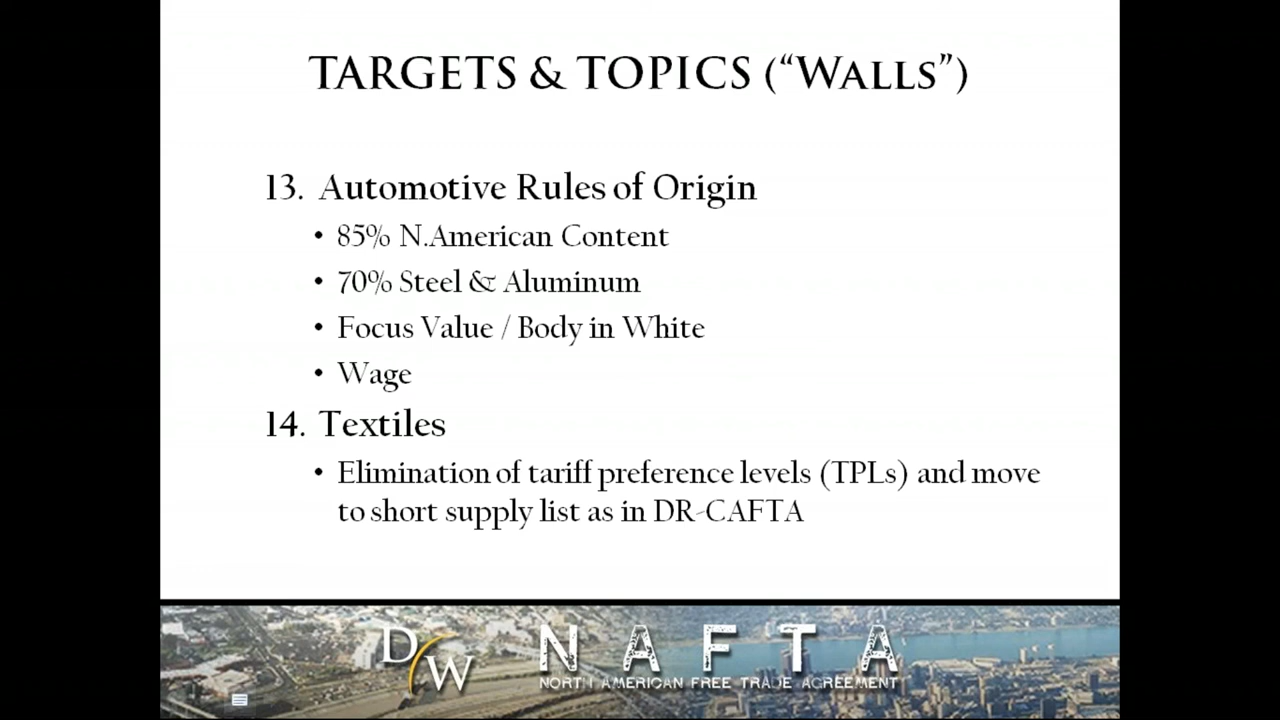 TARGETS & TOPICS (“WALLS”)
13. Automotive Rules of Origin
• 85% N.American Content
• 70% Steel & Aluminum
• Focus Value / Body in White
• Wage
14. Textiles
• Elimination of tariff preference levels (TPLs) and move
to short supply list as in DR-CAFTA
DW
NAFTA
NORTH AMERICAN FREE TRADE AGREEMENT